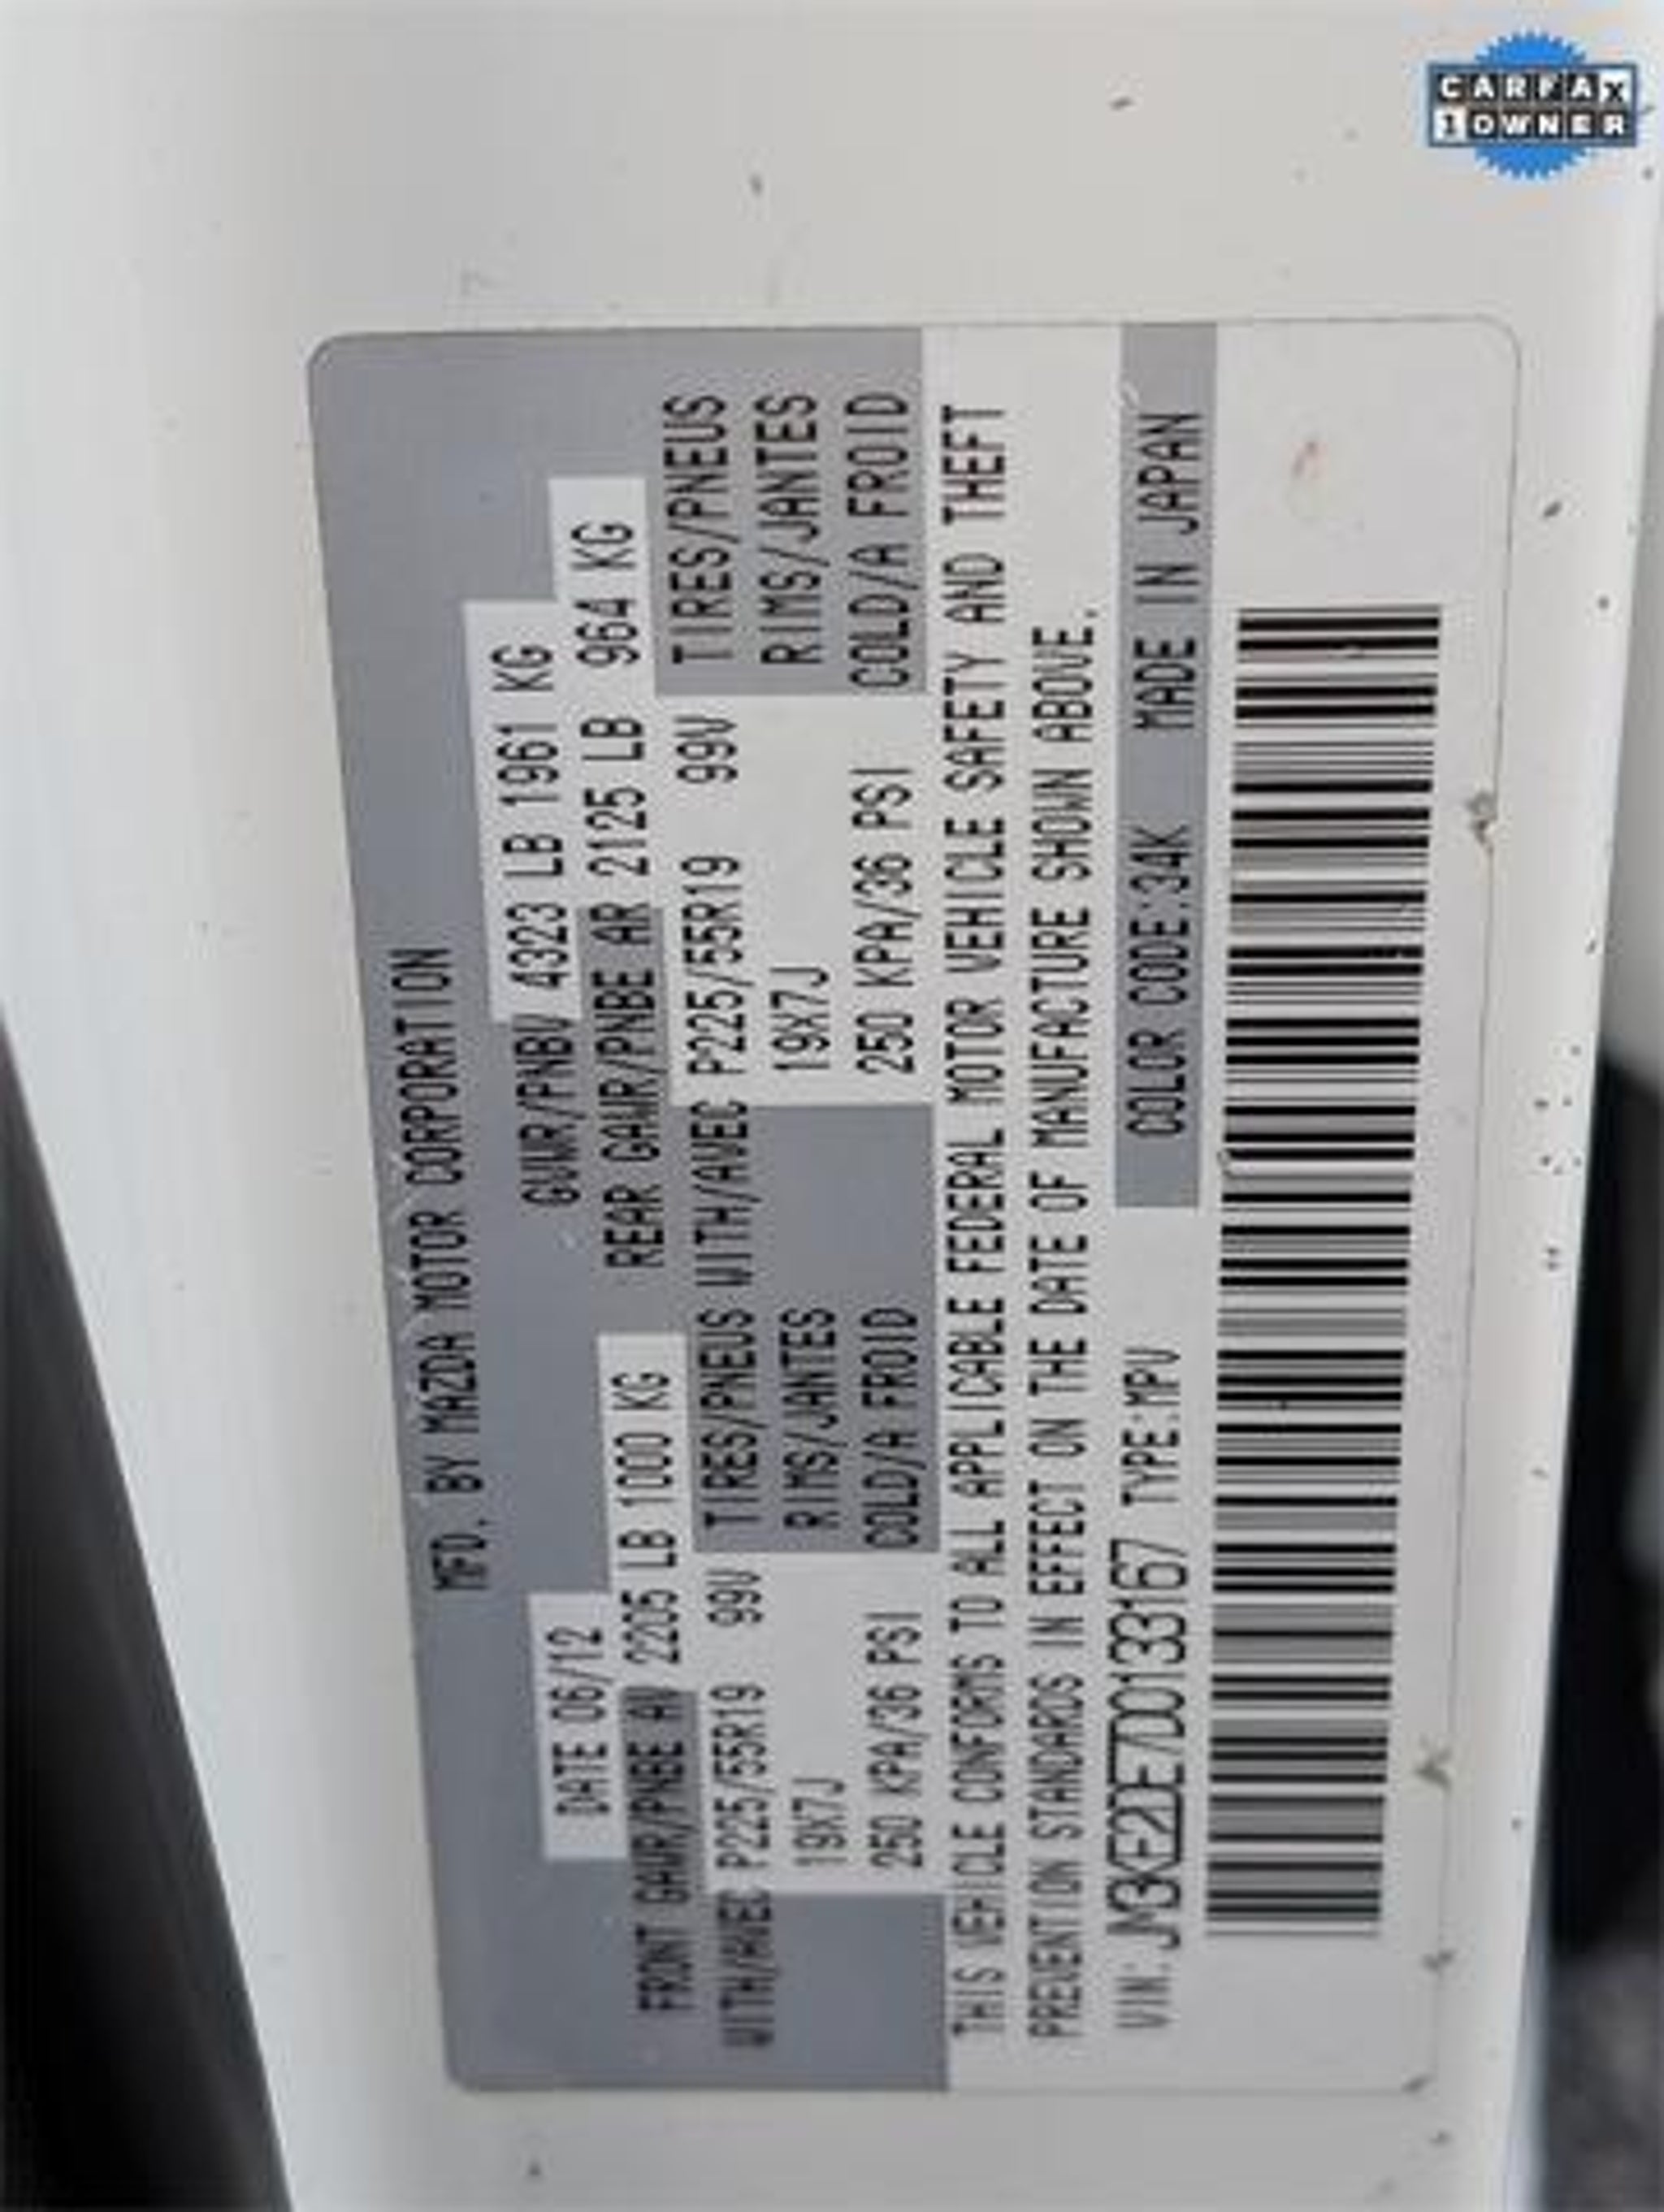 CARFAX
1 OWNER
MFD. BY MAZDA MOTOR CORPORATION
DATE 06/12 GVWR/PNBV 4323 LB 1961 KG
FRONT GAWR/PNBE AV 2205 LB 1000 KG REAR GAWR/PNBE AR 2125 LB 964 KG
WITH/AVEC P225/55R19 99V TIRES/PNEUS WITH/AVEC P225/55R19 99V TIRES/PNEUS
19X7J RIMS/JANTES 19X7J RIMS/JANTES
250 KPA/36 PSI COLD/A FROID 250 KPA/36 PSI COLD/A FROID
THIS VEHICLE CONFORMS TO ALL APPLICABLE FEDERAL MOTOR VEHICLE SAFETY AND THEFT
PREVENTION STANDARDS IN EFFECT ON THE DATE OF MANUFACTURE SHOWN ABOVE.
VIN: JM3KE2DE7D0133167 TYPE:MPV COLOR CODE:34K MADE IN JAPAN